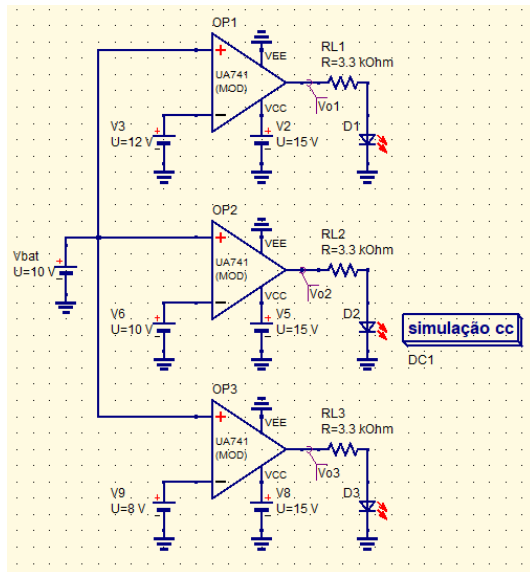 OP1
RL1
R=3.3 kOhm
VEE
UA741
(MOD)
Vo1
VCC
V3
U=12 V
V2
U=15 V
D1
OP2
RL2
R=3.3 kOhm
VEE
UA741
(MOD)
Vbat
U=10 V
Vo2
VCC
V6
U=10 V
V5
U=15 V
D2
simulação cc
DC1
OP3
RL3
R=3.3 kOhm
VEE
UA741
(MOD)
Vo3
VCC
V9
U=8 V
V8
U=15 V
D3